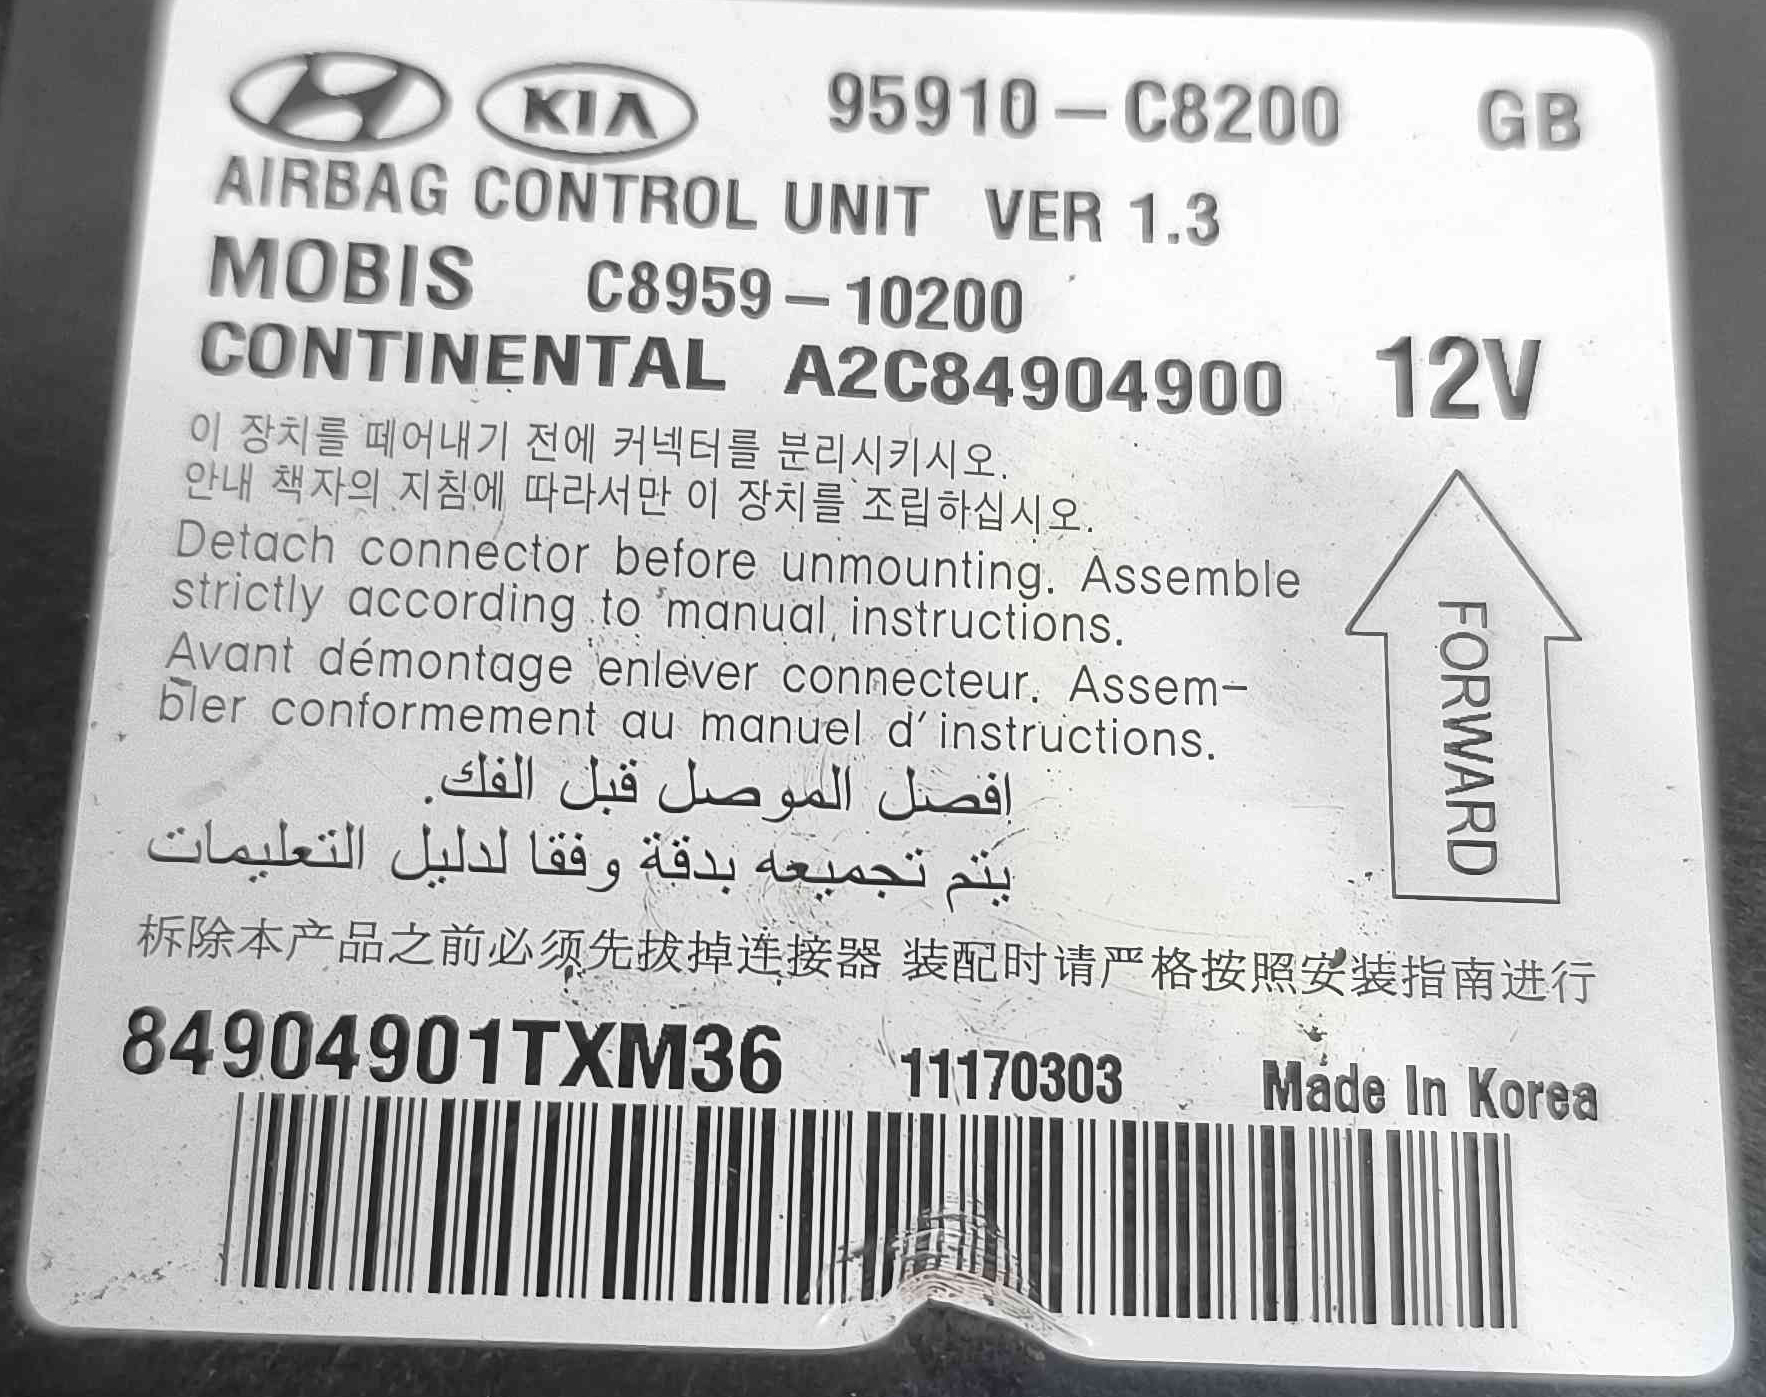 KIA 95910-C8200 GB
AIRBAG CONTROL UNIT VER 1.3
MOBIS C8959-10200
CONTINENTAL A2C84904900 12V
이 장치를 떼어내기 전에 커넥터를 분리시키시오.
안내 책자의 지침에 따라서만 이 장치를 조립하십시오.
Detach connector before unmounting. Assemble
strictly according to manual instructions.
Avant démontage enlever connecteur. Assem-
bler conformement au manuel d'instructions.
افصل الموصل قبل الفك.
يتم تجميعه بدقة وفقا لدليل التعليمات
FORWARD
拆除本产品之前必须先拔掉连接器 装配时请严格按照安装指南进行
84904901TXM36 11170303 Made In Korea